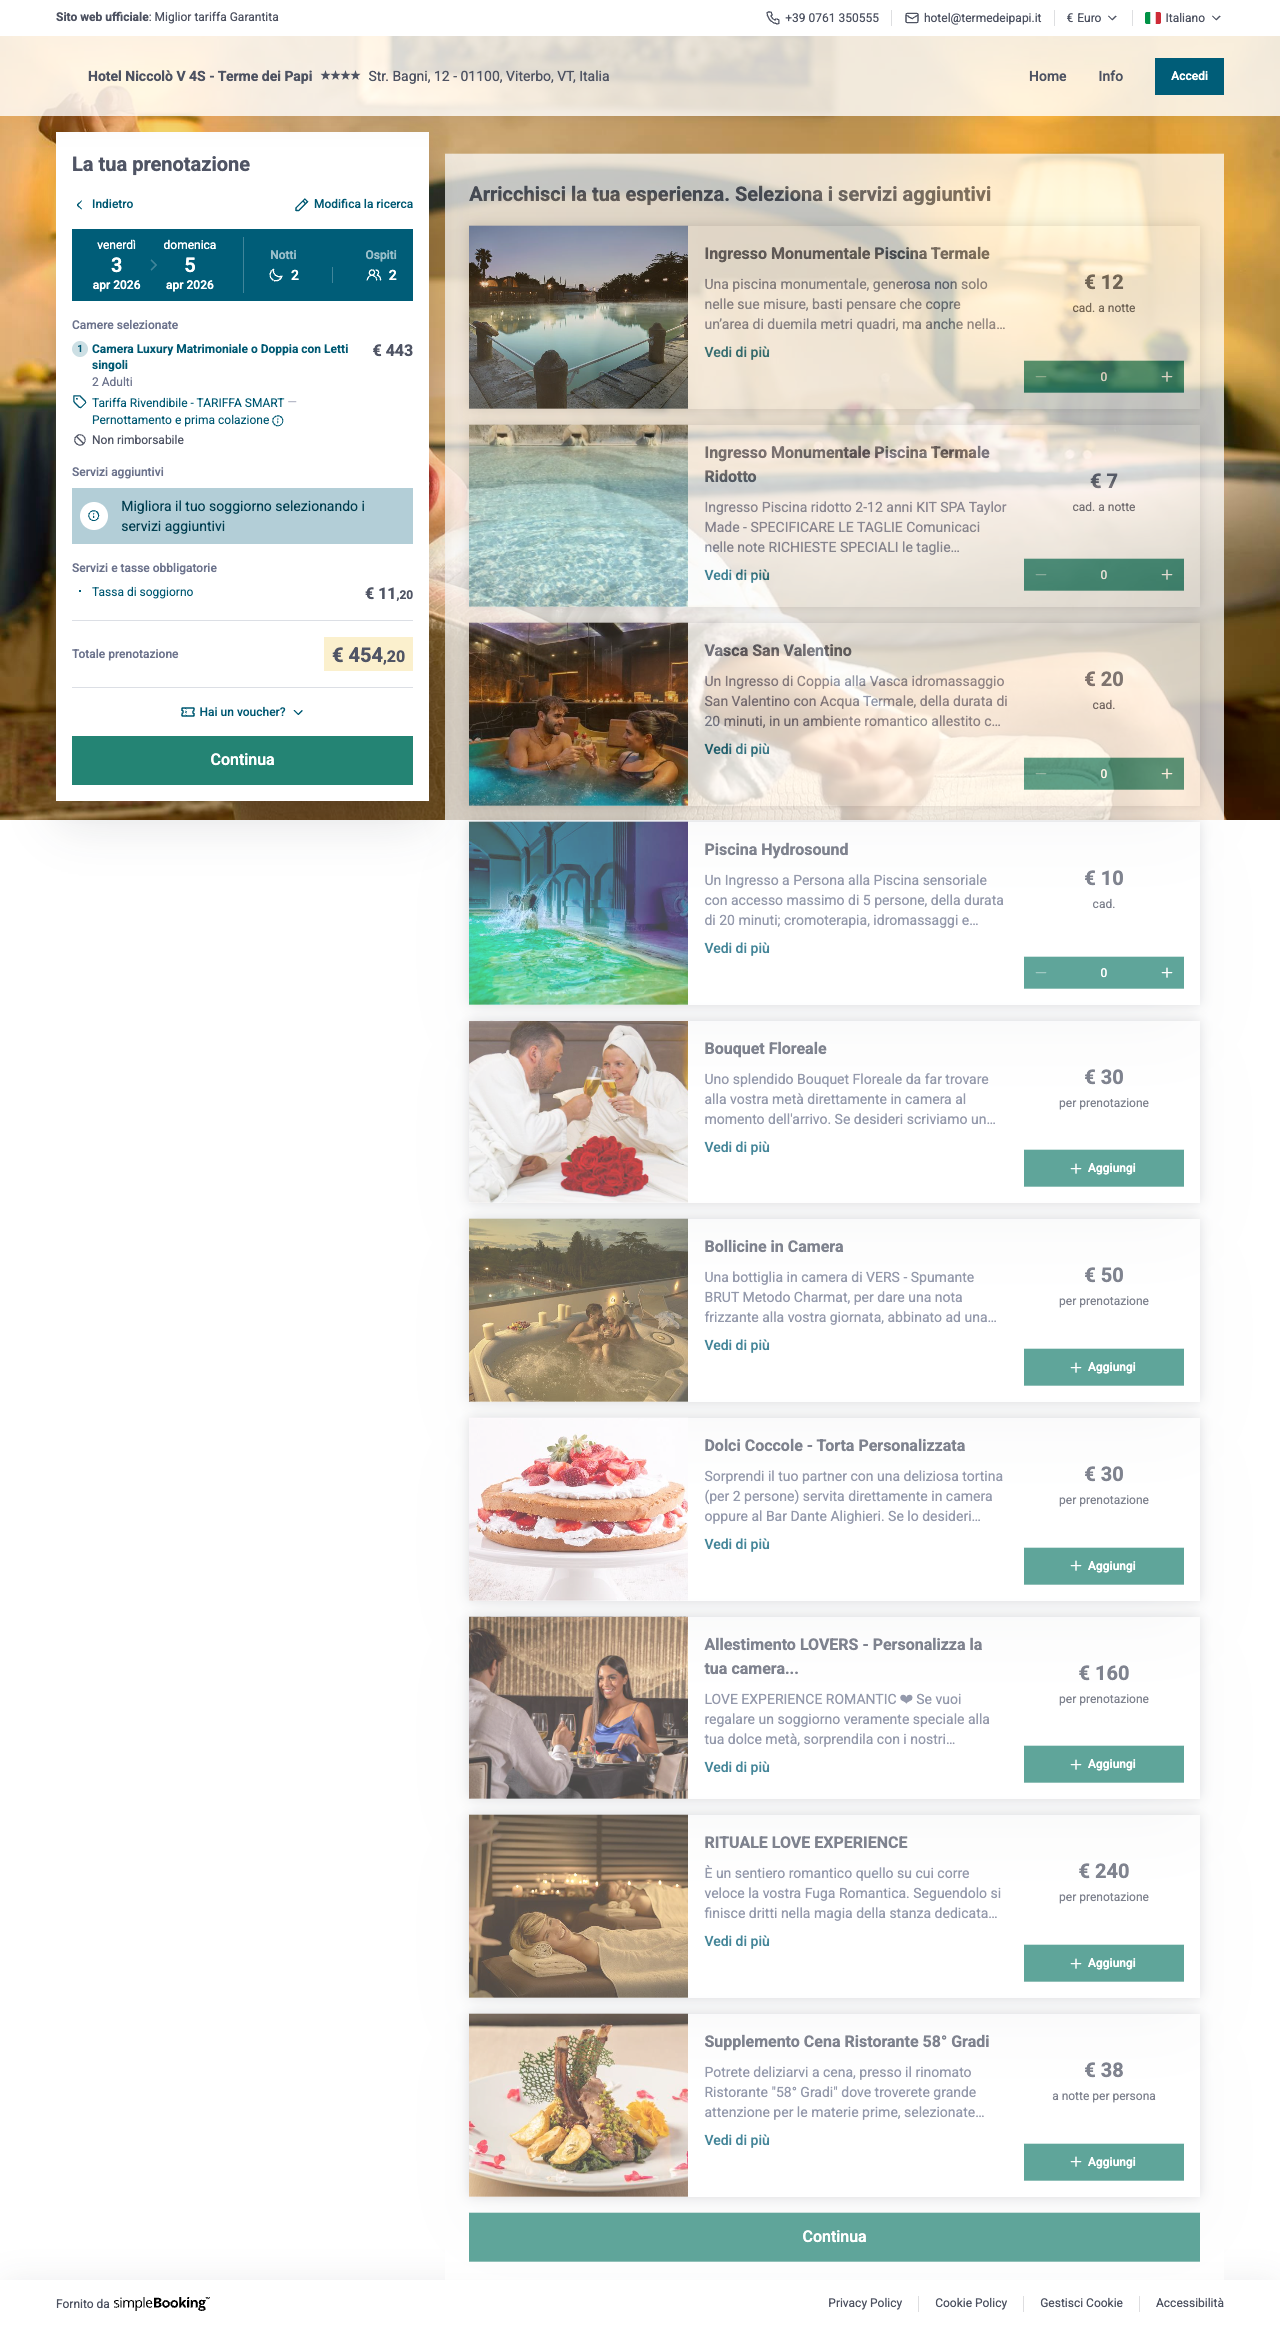 Sito web ufficiale: Miglior tariffa Garantita
+39 0761 350555
hotel@termedeipapi.it
€ Euro
Italiano
Hotel Niccolò V 4S - Terme dei Papi ★★★★ Str. Bagni, 12 - 01100, Viterbo, VT, Italia
Home
Info
Accedi
La tua prenotazione
Indietro
Modifica la ricerca
venerdì
3
apr 2026
domenica
5
apr 2026
Notti
2
Ospiti
2
Camere selezionate
1 Camera Luxury Matrimoniale o Doppia con Letti
singoli
€ 443
2 Adulti
Tariffa Rivendibile - TARIFFA SMART —
Pernottamento e prima colazione
Non rimborsabile
Servizi aggiuntivi
Migliora il tuo soggiorno selezionando i
servizi aggiuntivi
Servizi e tasse obbligatorie
· Tassa di soggiorno
€ 11,20
Totale prenotazione
€ 454,20
Hai un voucher?
Continua
Arricchisci la tua esperienza. Seleziona i servizi aggiuntivi
Ingresso Monumentale Piscina Termale
Una piscina monumentale, generosa non solo
nelle sue misure, basti pensare che copre
un'area di duemila metri quadri, ma anche nella...
Vedi di più
€ 12
cad. a notte
0
Ingresso Monumentale Piscina Termale
Ridotto
Ingresso Piscina ridotto 2-12 anni KIT SPA Taylor
Made - SPECIFICARE LE TAGLIE Comunicaci
nelle note RICHIESTE SPECIALI le taglie...
Vedi di più
€ 7
cad. a notte
0
Vasca San Valentino
Un Ingresso di Coppia alla Vasca idromassaggio
San Valentino con Acqua Termale, della durata di
20 minuti, in un ambiente romantico allestito c...
Vedi di più
€ 20
cad.
0
Piscina Hydrosound
Un Ingresso a Persona alla Piscina sensoriale
con accesso massimo di 5 persone, della durata
di 20 minuti; cromoterapia, idromassaggi e...
Vedi di più
€ 10
cad.
0
Bouquet Floreale
Uno splendido Bouquet Floreale da far trovare
alla vostra metà direttamente in camera al
momento dell'arrivo. Se desideri scriviamo un...
Vedi di più
€ 30
per prenotazione
Aggiungi
Bollicine in Camera
Una bottiglia in camera di VERS - Spumante
BRUT Metodo Charmat, per dare una nota
frizzante alla vostra giornata, abbinato ad una...
Vedi di più
€ 50
per prenotazione
Aggiungi
Dolci Coccole - Torta Personalizzata
Sorprendi il tuo partner con una deliziosa tortina
(per 2 persone) servita direttamente in camera
oppure al Bar Dante Alighieri. Se lo desideri...
Vedi di più
€ 30
per prenotazione
Aggiungi
Allestimento LOVERS - Personalizza la
tua camera...
LOVE EXPERIENCE ROMANTIC ❤ Se vuoi
regalare un soggiorno veramente speciale alla
tua dolce metà, sorprendila con i nostri...
Vedi di più
€ 160
per prenotazione
Aggiungi
RITUALE LOVE EXPERIENCE
È un sentiero romantico quello su cui corre
veloce la vostra Fuga Romantica. Seguendolo si
finisce dritti nella magia della stanza dedicata...
Vedi di più
€ 240
per prenotazione
Aggiungi
Supplemento Cena Ristorante 58° Gradi
Potrete deliziarvi a cena, presso il rinomato
Ristorante "58° Gradi" dove troverete grande
attenzione per le materie prime, selezionate...
Vedi di più
€ 38
a notte per persona
Aggiungi
Continua
Fornito da simpleBooking
Privacy Policy
Cookie Policy
Gestisci Cookie
Accessibilità